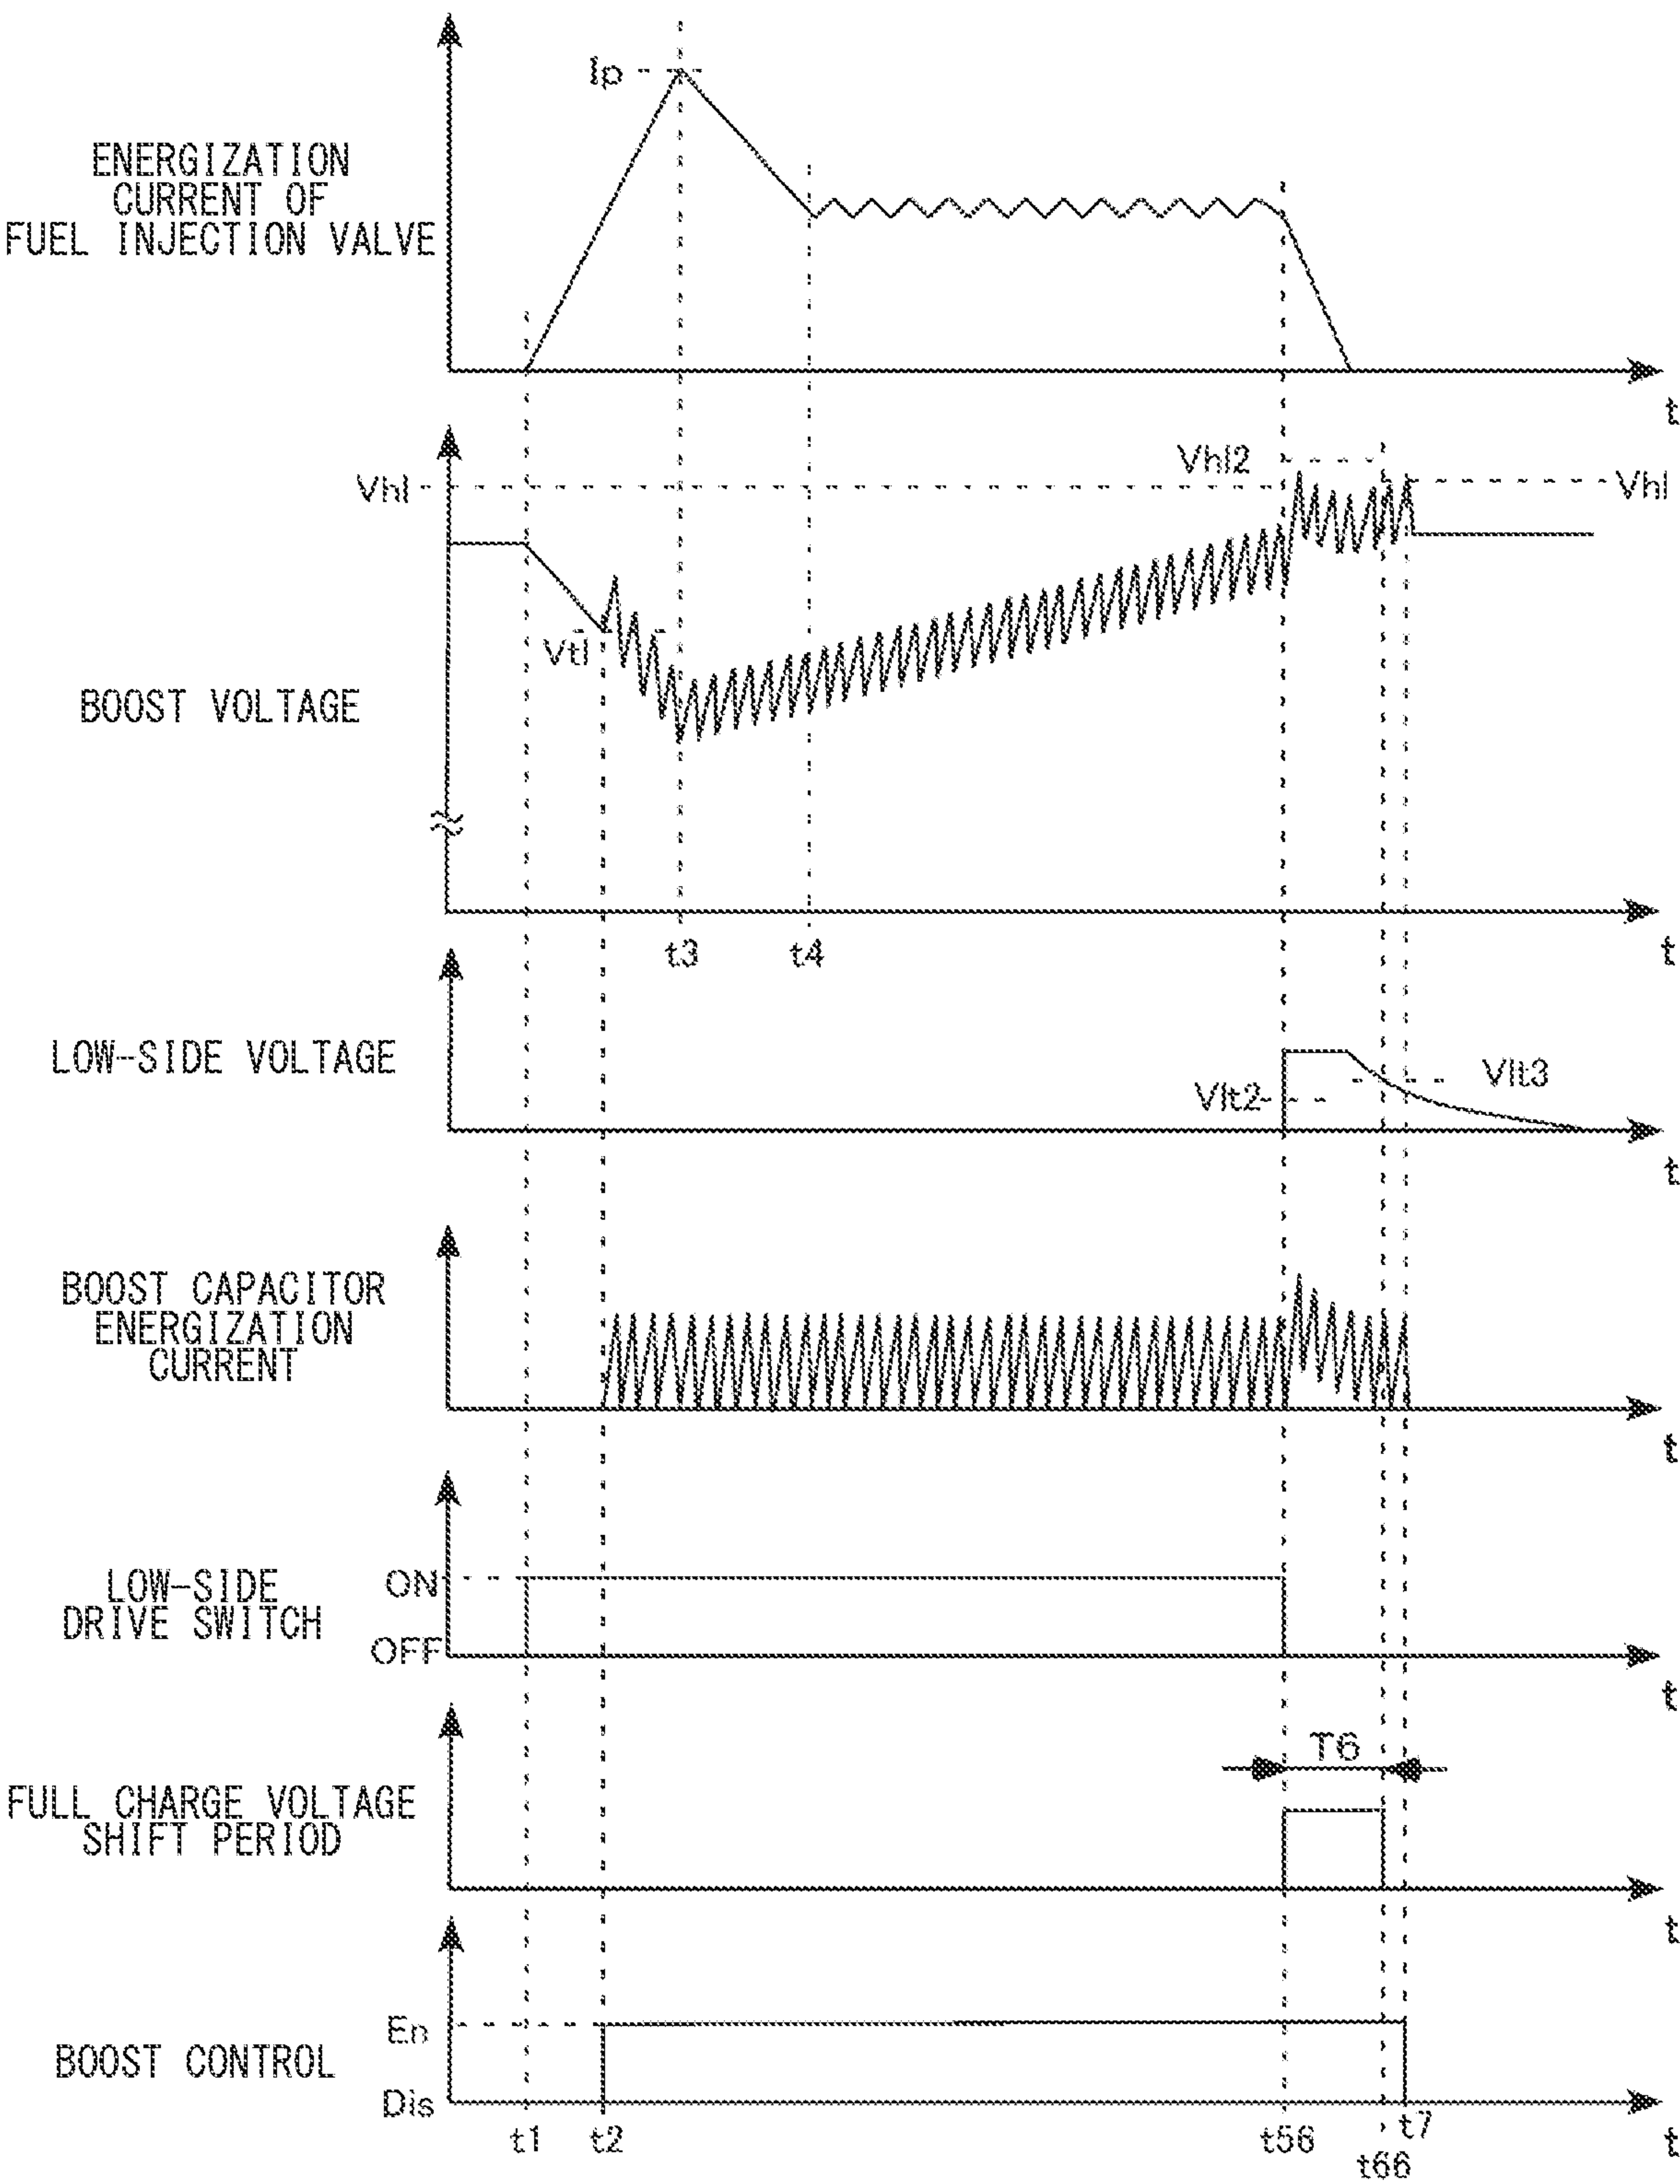 Ip
ENERGIZATION
CURRENT OF
FUEL INJECTION VALVE
t
Vhl2
Vhl
Vhl
Vtl
BOOST VOLTAGE
t3
t4
t
LOW-SIDE VOLTAGE
Vlt3
Vlt2
t
BOOST CAPACITOR
ENERGIZATION
CURRENT
t
ON
LOW-SIDE
DRIVE SWITCH
OFF
t
T6
FULL CHARGE VOLTAGE
SHIFT PERIOD
t
En
BOOST CONTROL
Dis
t1
t2
t56
t66
t7
t